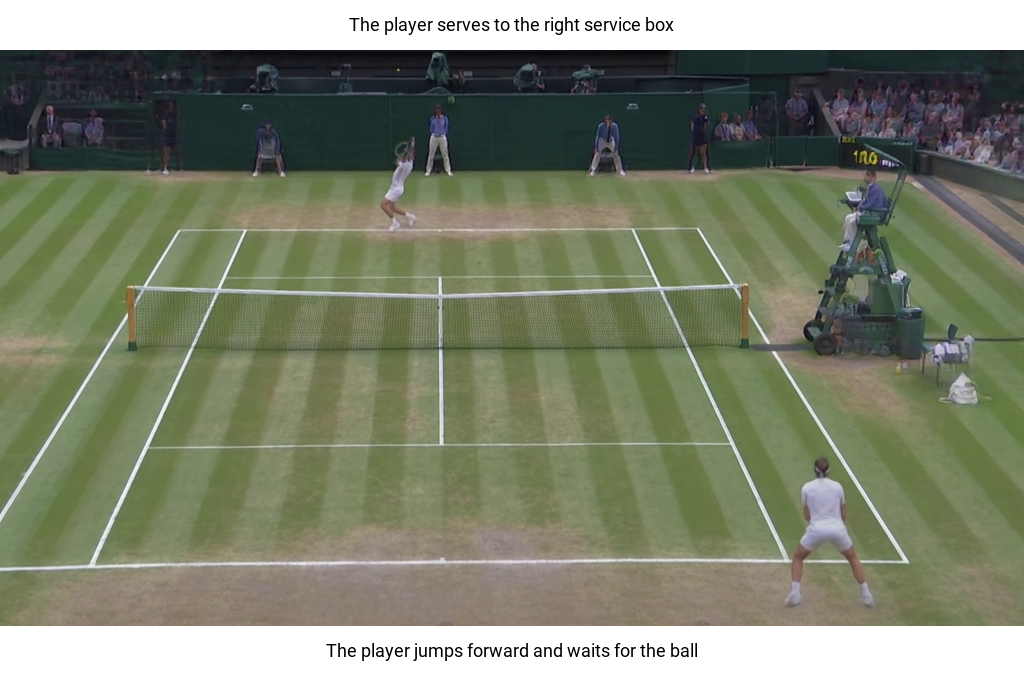 The player serves to the right service box
The player jumps forward and waits for the ball